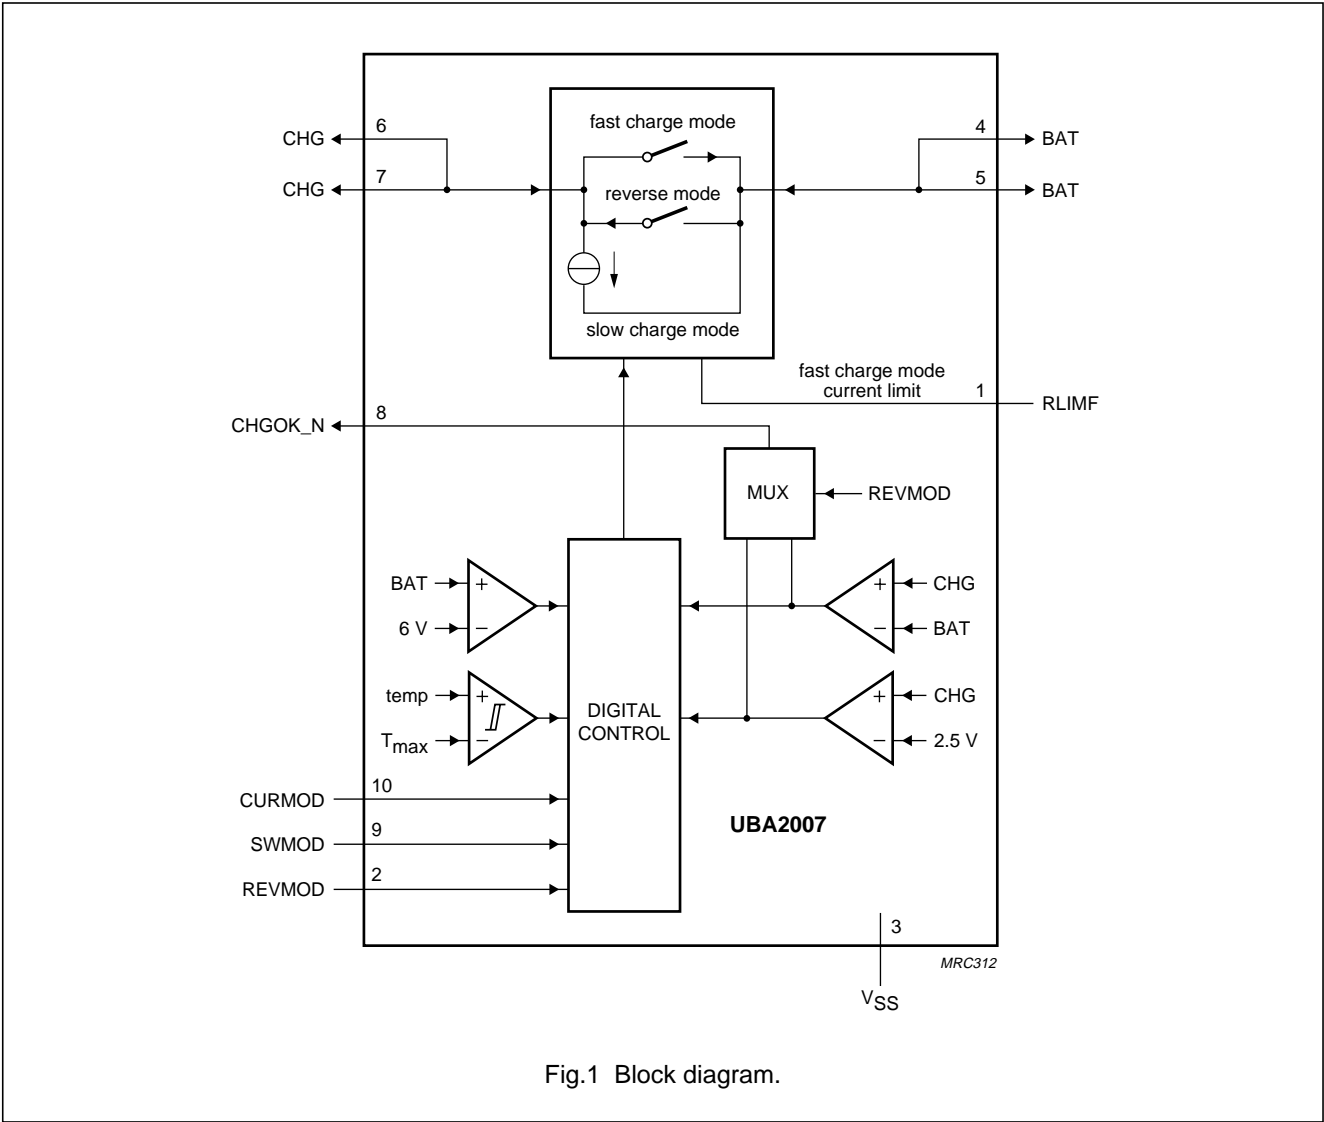 fast charge mode
6
CHG
4
BAT
7
CHG
reverse mode
5
BAT
slow charge mode
fast charge mode
current limit
1
RLIMF
8
CHGOK_N
MUX
REVMOD
BAT
+
6 V
−
+
CHG
−
BAT
temp
+
Tmax
−
DIGITAL
CONTROL
+
CHG
−
2.5 V
10
CURMOD
9
SWMOD
2
REVMOD
UBA2007
3
MRC312
VSS
Fig.1 Block diagram.